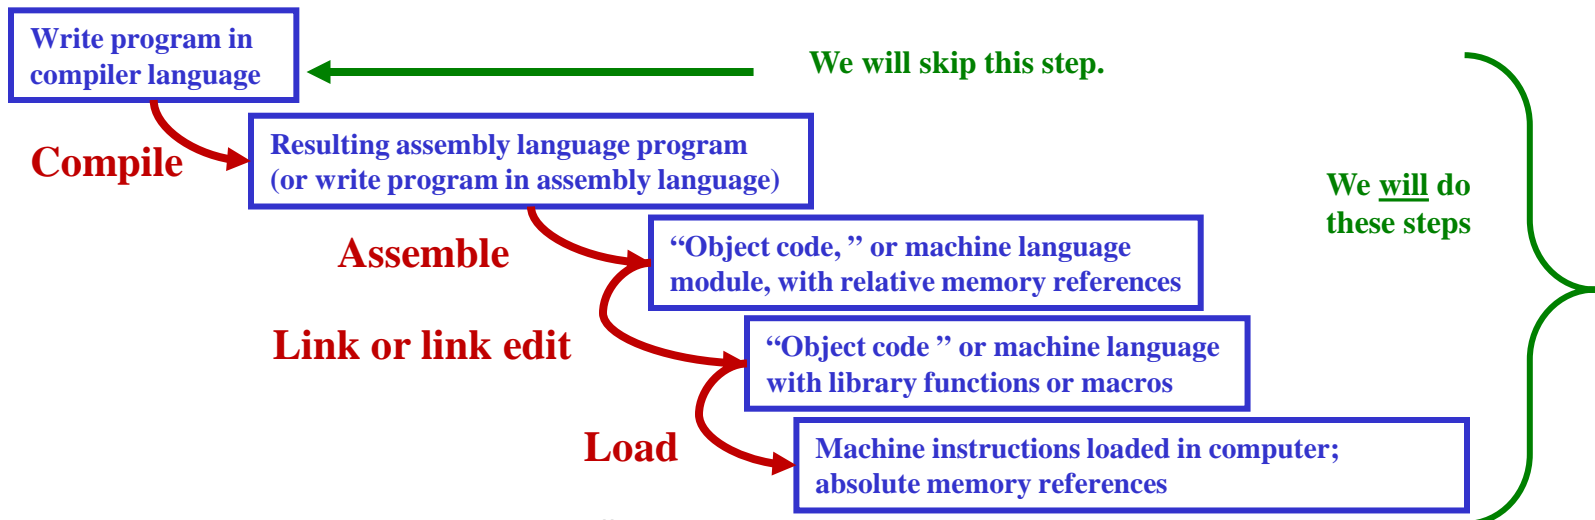 Write program in
compiler language
We will skip this step.
Compile
Resulting assembly language program
(or write program in assembly language)
We will do
these steps
Assemble
“Object code, ” or machine language
module, with relative memory references
Link or link edit
“Object code ” or machine language
with library functions or macros
Load
Machine instructions loaded in computer;
absolute memory references